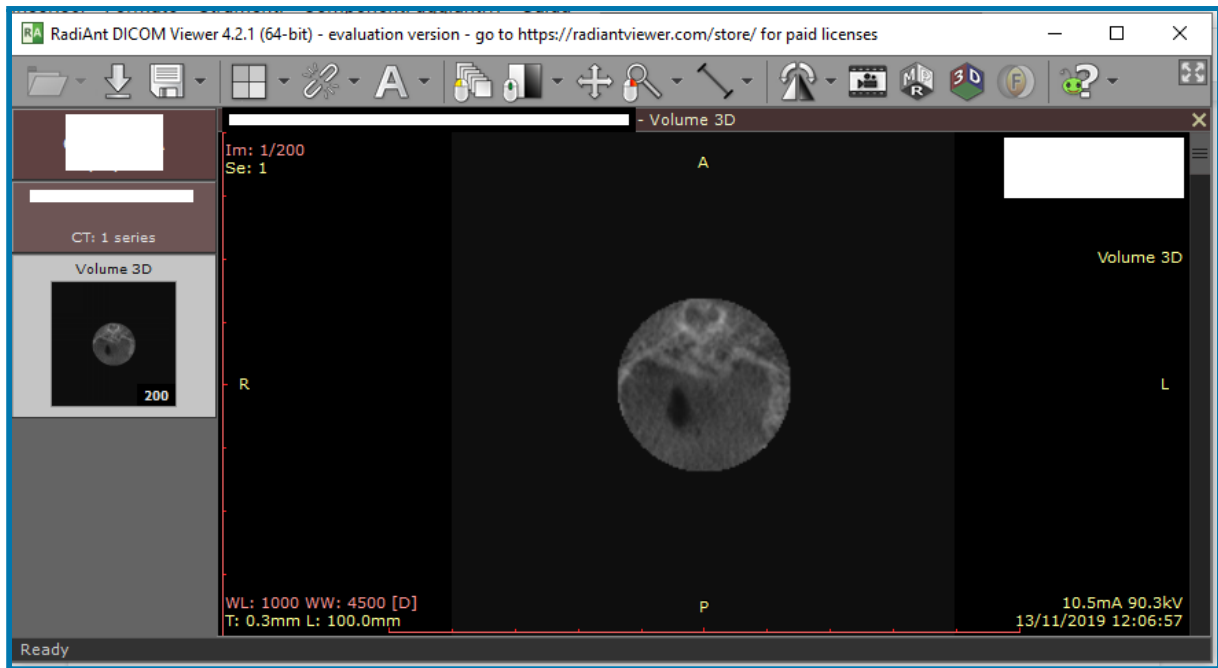 RadiAnt DICOM Viewer 4.2.1 (64-bit) - evaluation version - go to https://radiantviewer.com/store/ for paid licenses
A
MPR
3D
F
?
- Volume 3D
CT: 1 series
Volume 3D
200
Im: 1/200
Se: 1
A
Volume 3D
R
L
WL: 1000 WW: 4500 [D]
T: 0.3mm L: 100.0mm
P
10.5mA 90.3kV
13/11/2019 12:06:57
Ready